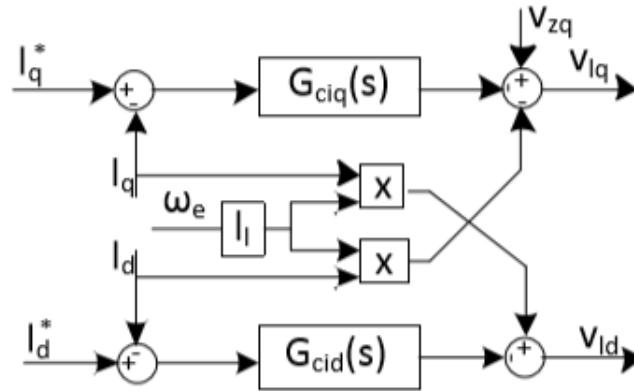 v_zq
I_q^* + - G_ciq(s) + - v_lq
I_q x
ω_e l_l
I_d x
I_d^* + - G_cid(s) + v_ld